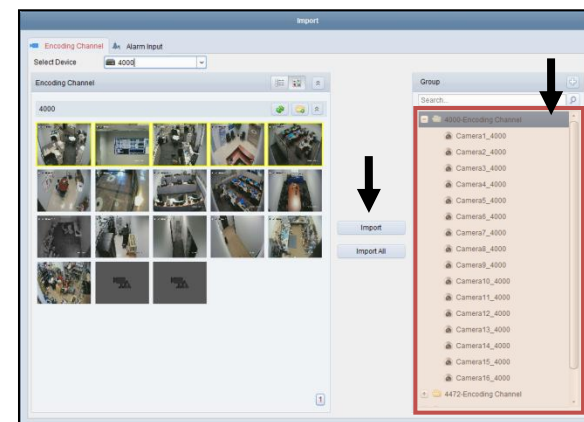 Import
Encoding Channel Alarm Input
Select Device 4000
Encoding Channel
4000
1
Import
Import All
Group
Search...
4000-Encoding Channel
Camera1_4000
Camera2_4000
Camera3_4000
Camera4_4000
Camera5_4000
Camera6_4000
Camera7_4000
Camera8_4000
Camera9_4000
Camera10_4000
Camera11_4000
Camera12_4000
Camera13_4000
Camera14_4000
Camera15_4000
Camera16_4000
4472-Encoding Channel